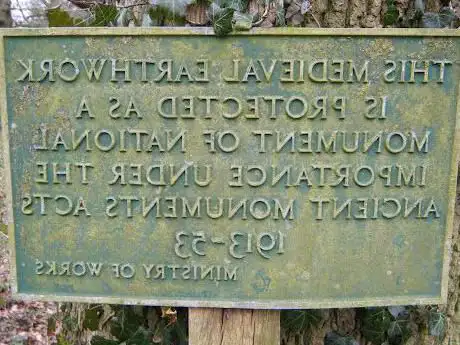 THIS MEDIEVAL EARTHWORK
IS PROTECTED AS A
MONUMENT OF NATIONAL
IMPORTANCE UNDER THE
ANCIENT MONUMENTS ACTS
1913-53
MINISTRY OF WORKS